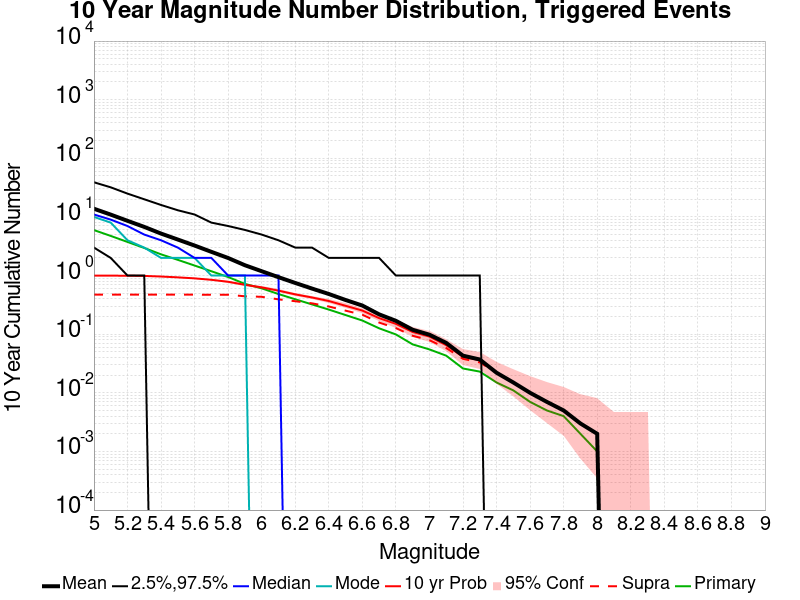 10 Year Magnitude Number Distribution, Triggered Events
10 Year Cumulative Number
10^4
10^3
10^2
10^1
10^0
10^-1
10^-2
10^-3
10^-4
5 5.2 5.4 5.6 5.8 6 6.2 6.4 6.6 6.8 7 7.2 7.4 7.6 7.8 8 8.2 8.4 8.6 8.8 9
Magnitude
Mean 2.5%,97.5% Median Mode 10 yr Prob 95% Conf Supra Primary